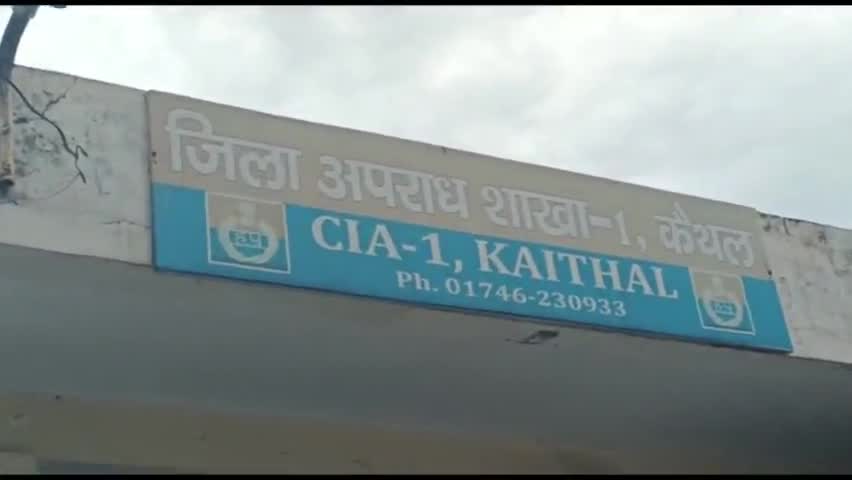 जिला अपराध शाखा-1, कैथल
CIA-1, KAITHAL
Ph. 01746-230933